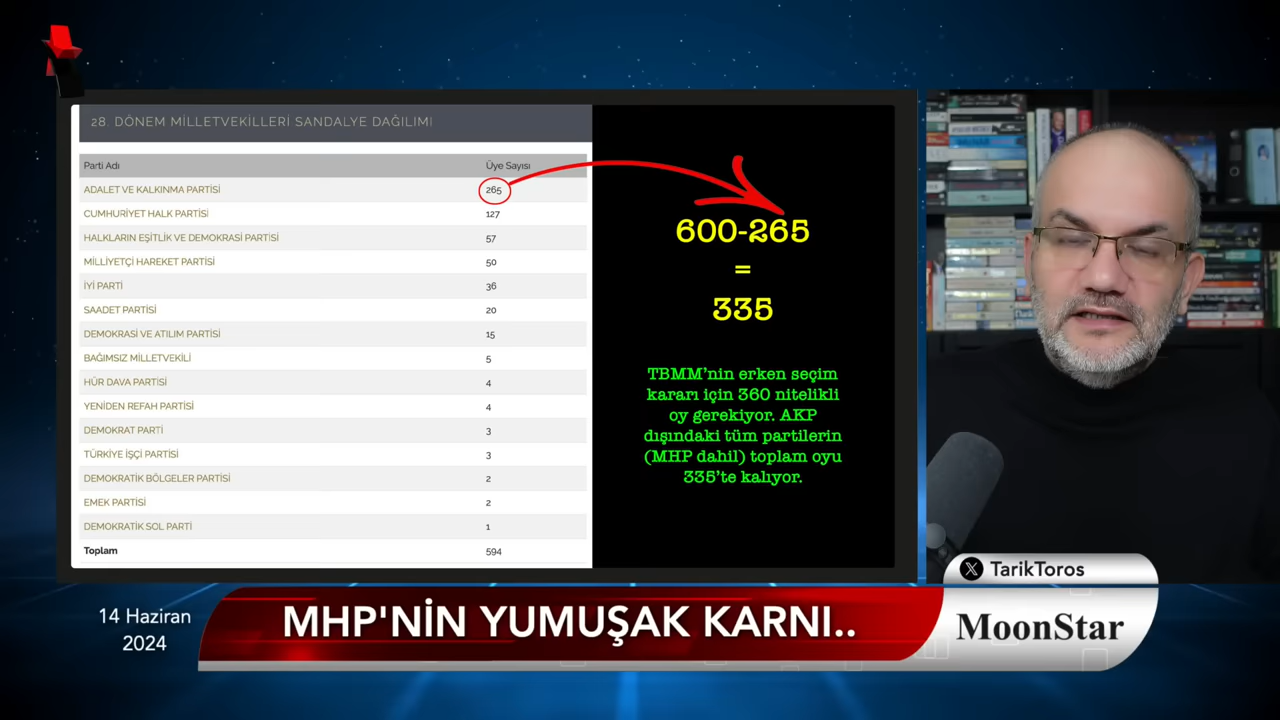 28. DÖNEM MİLLETVEKİLLERİ SANDALYE DAĞILIMI
Parti Adı Üye Sayısı
ADALET VE KALKINMA PARTİSİ 265
CUMHURİYET HALK PARTİSİ 127
HALKLARIN EŞİTLİK VE DEMOKRASİ PARTİSİ 57
MİLLİYETÇİ HAREKET PARTİSİ 50
İYİ PARTİ 36
SAADET PARTİSİ 20
DEMOKRASİ VE ATILIM PARTİSİ 15
BAĞIMSIZ MİLLETVEKİLİ 5
HÜR DAVA PARTİSİ 4
YENİDEN REFAH PARTİSİ 4
DEMOKRAT PARTİ 3
TÜRKİYE İŞÇİ PARTİSİ 3
DEMOKRATİK BÖLGELER PARTİSİ 2
EMEK PARTİSİ 2
DEMOKRATİK SOL PARTİ 1
Toplam 594
600-265
=
335
TBMM’nin erken seçim
kararı için 360 nitelikli
oy gerekiyor. AKP
dışındaki tüm partilerin
(MHP dahil) toplam oyu
335’te kalıyor.
X TarikToros
14 Haziran
2024
MHP'NİN YUMUŞAK KARNI..
MoonStar